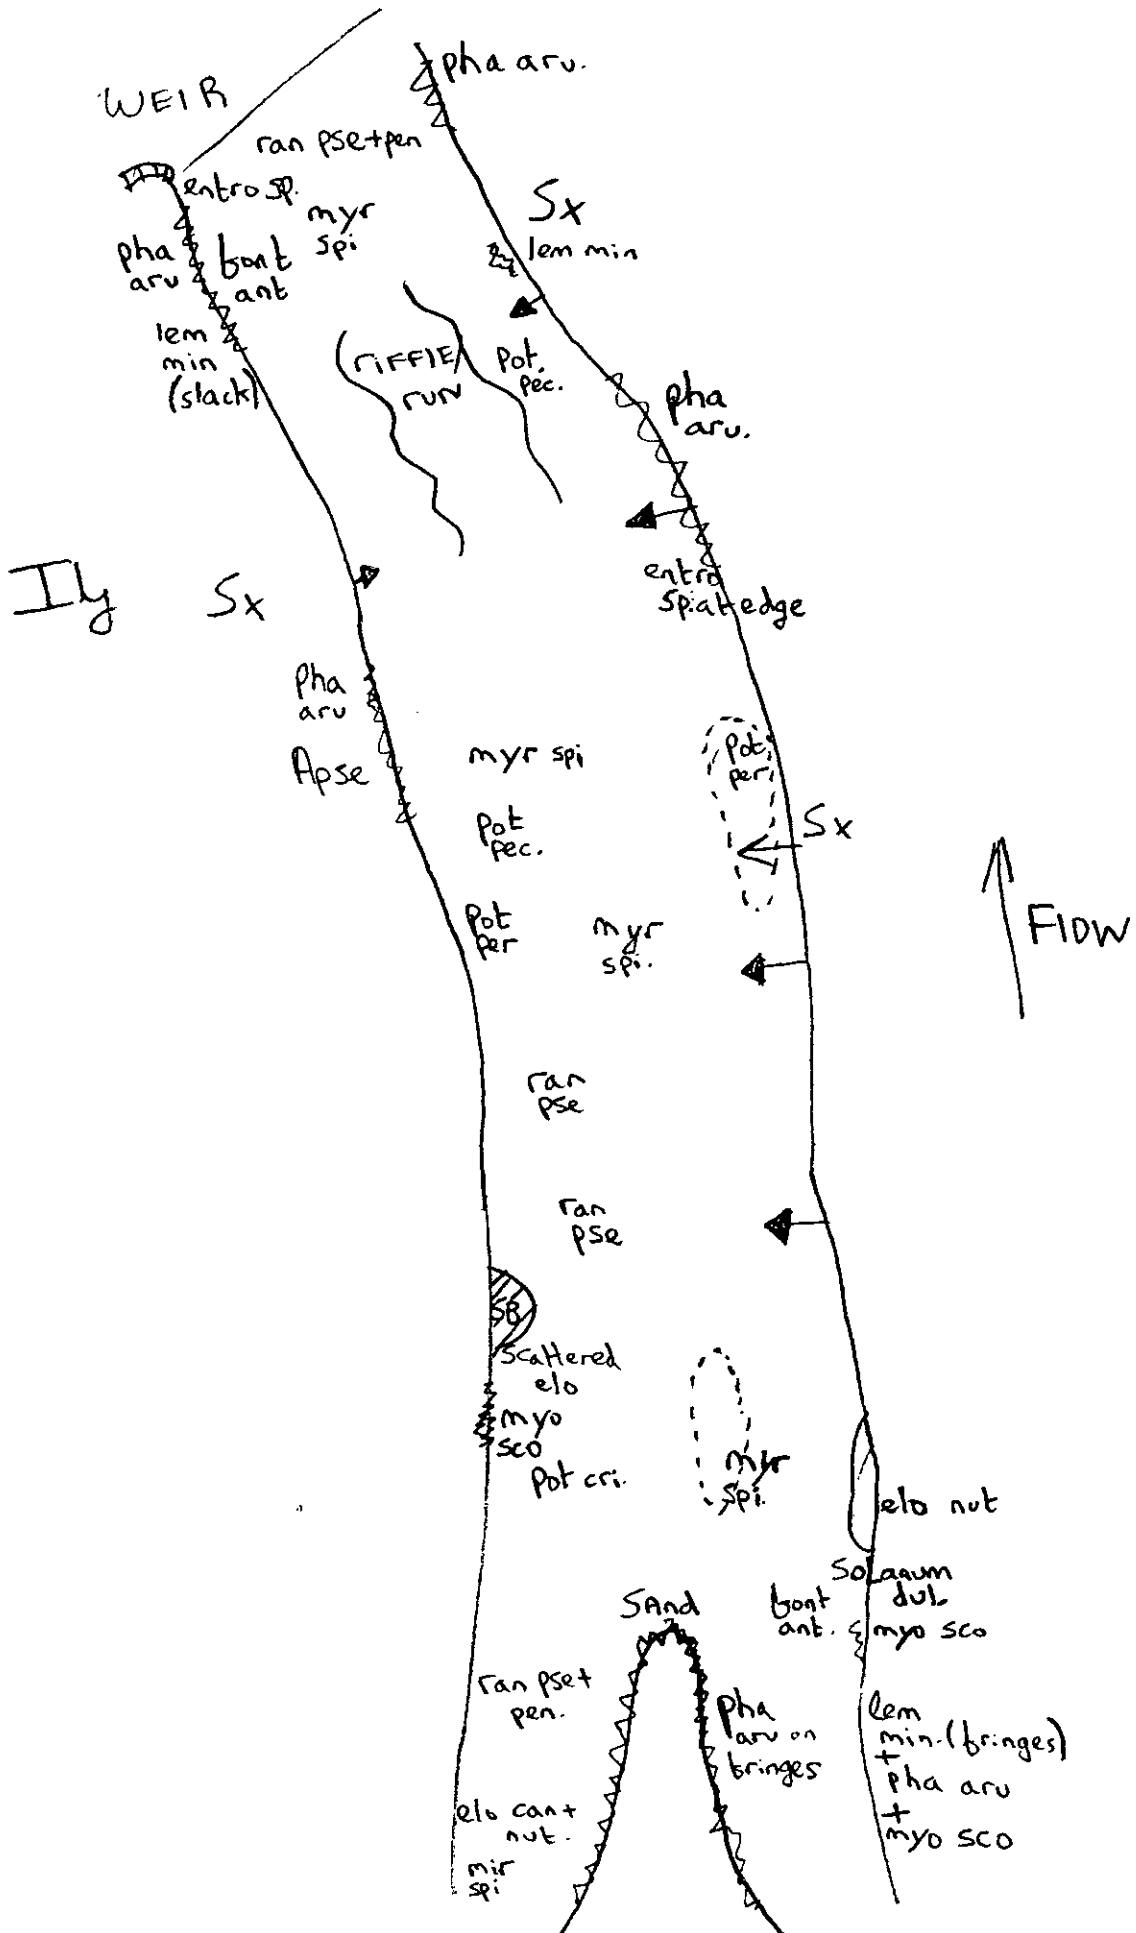 pha aru.
WEIR
ran pse+pen
entro sp.
myr
spi
Sx
lem min
pha
aru
font
ant
lem
min
(slack)
(riffle)
run
Pot.
pec.
pha
aru.
entro
sp. at edge
Sx
Pha
aru
Apse
myr spi
pot
per
pot
pec.
Sx
pot
per
myr
spi.
Flow
ran
pse
ran
pse
SB
scattered
elo
myo
sco
Pot cri.
myr
spi.
elo nut
Solanum
dul.
font
ant.
myo sco
SAnd
ran pse+
pen.
pha
aru on
fringes
lem
min. (fringes)
+
pha aru
+
myo sco
elo can+
nut.
mir
spi